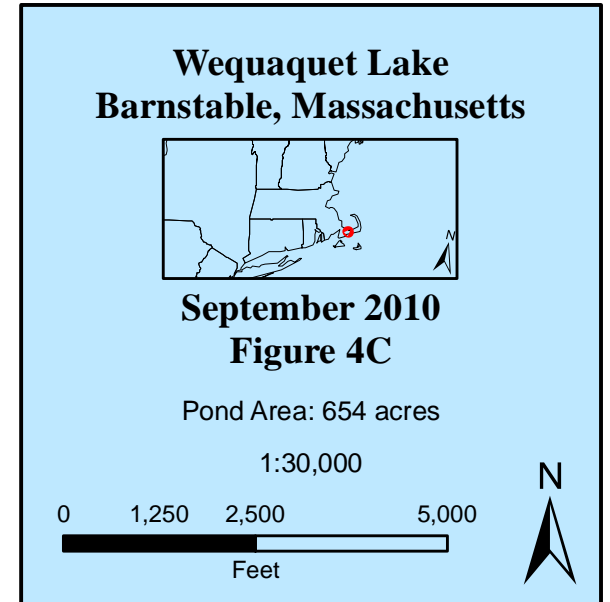 Wequaquet Lake
Barnstable, Massachusetts
N
September 2010
Figure 4C
Pond Area: 654 acres
1:30,000
N
0 1,250 2,500 5,000
Feet